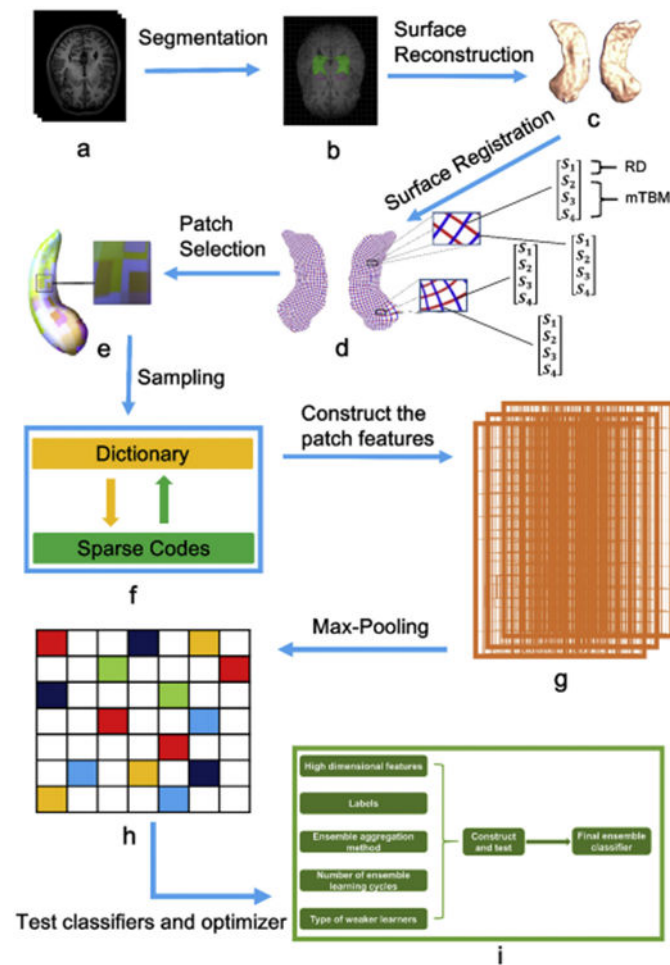 Segmentation
Surface
Reconstruction
a
b
c
Surface Registration
S₁
S₂
S₃
S₄
RD
mTBM
S₁
S₂
S₃
S₄
S₁
S₂
S₃
S₄
S₁
S₂
S₃
S₄
Patch
Selection
d
e
Sampling
Dictionary
Sparse Codes
f
Construct the
patch features
g
Max-Pooling
h
Test classifiers and optimizer
High dimensional features
Labels
Ensemble aggregation
method
Number of ensemble
learning cycles
Type of weaker learners
Construct
and test
Final ensemble
classifier
i